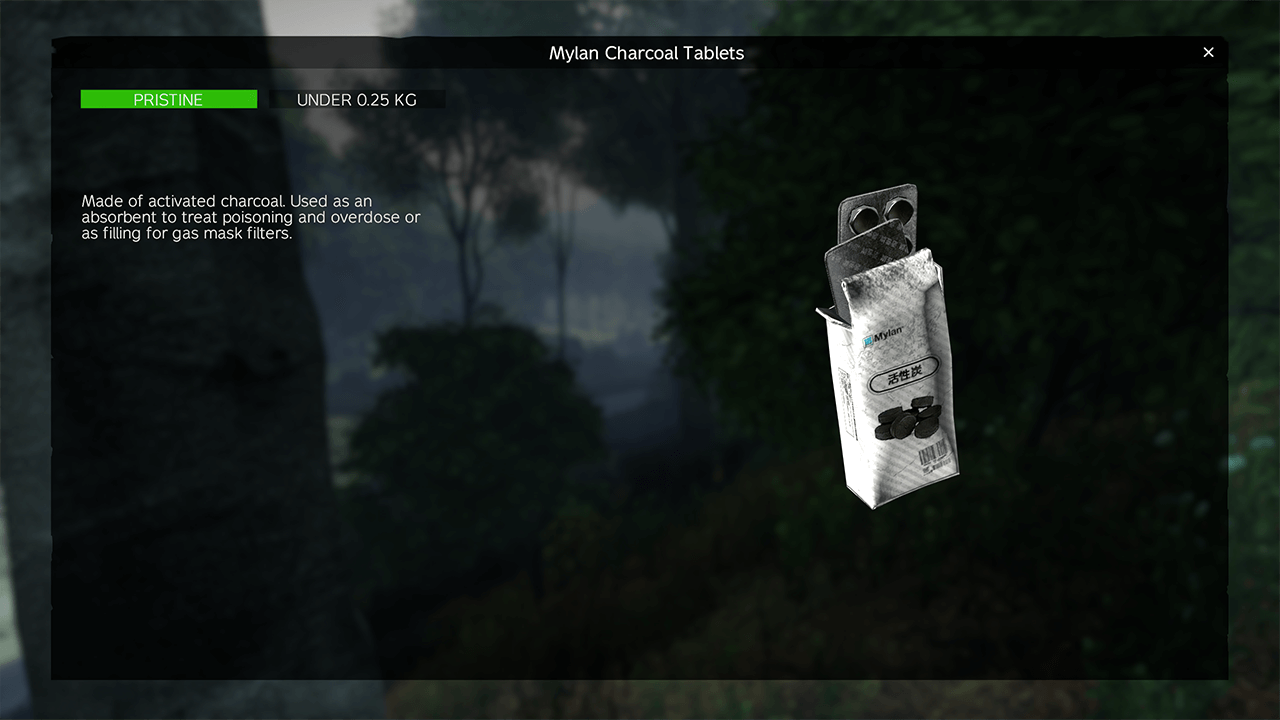 Mylan Charcoal Tablets
PRISTINE
UNDER 0.25 KG
Made of activated charcoal. Used as an
absorbent to treat poisoning and overdose or
as filling for gas mask filters.
Mylan
活性炭